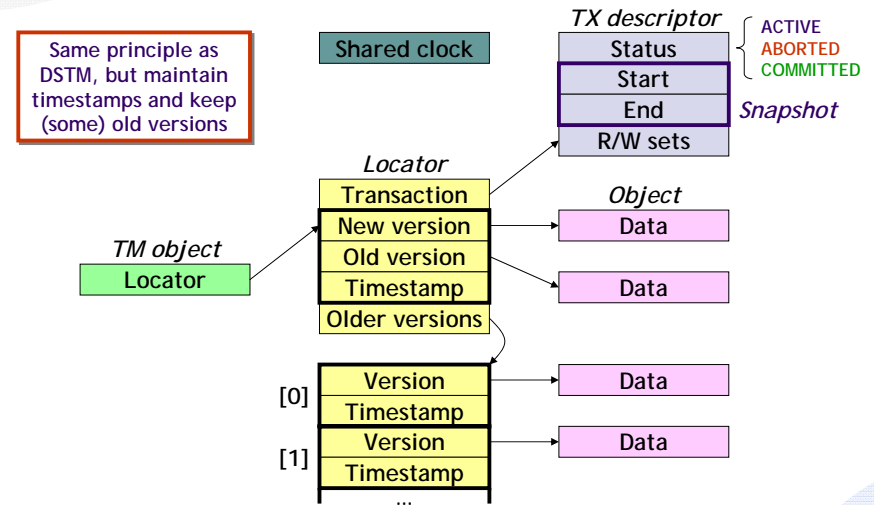 Same principle as
DSTM, but maintain
timestamps and keep
(some) old versions
Shared clock
TX descriptor
Status
Start
End
R/W sets
ACTIVE
ABORTED
COMMITTED
Snapshot
Locator
Transaction
New version
Old version
Timestamp
Older versions
TM object
Locator
Object
Data
Data
[0]
Version
Timestamp
Data
[1]
Version
Timestamp
Data
...